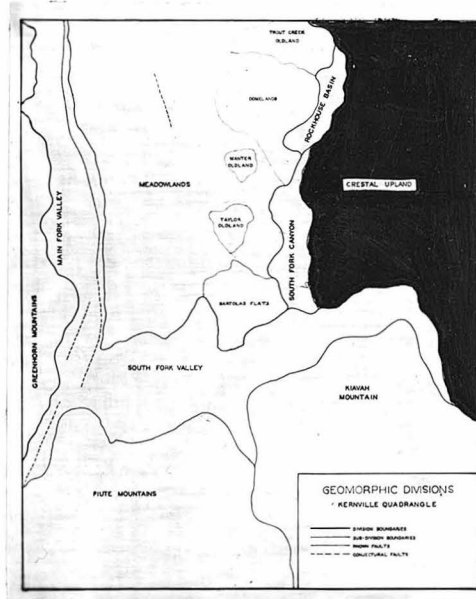 TROUT CREEK
OLDLAND
DOMELANDS
ROCKHOUSE BASIN
MANTER
OLDLAND
MEADOWLANDS
CRESTAL UPLAND
MAIN FORK VALLEY
TAYLOR
OLDLAND
SOUTH FORK CANYON
BARTOLAS FLATS
GREENHORN MOUNTAINS
SOUTH FORK VALLEY
KIAVAH
MOUNTAIN
PIUTE MOUNTAINS
GEOMORPHIC DIVISIONS
KERNVILLE QUADRANGLE
DIVISION BOUNDARIES
SUB-DIVISION BOUNDARIES
KNOWN FAULTS
CONJECTURAL FAULTS